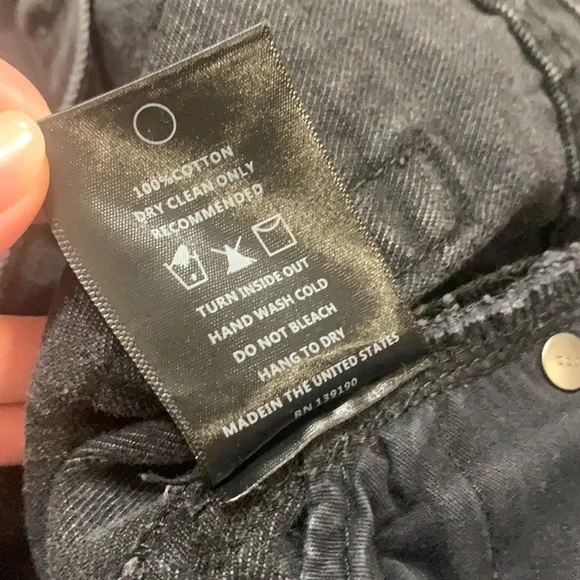 100%COTTON
DRY CLEAN ONLY
RECOMMENDED
TURN INSIDE OUT
HAND WASH COLD
DO NOT BLEACH
HANG TO DRY
MADEIN THE UNITED STATES
RN 139190